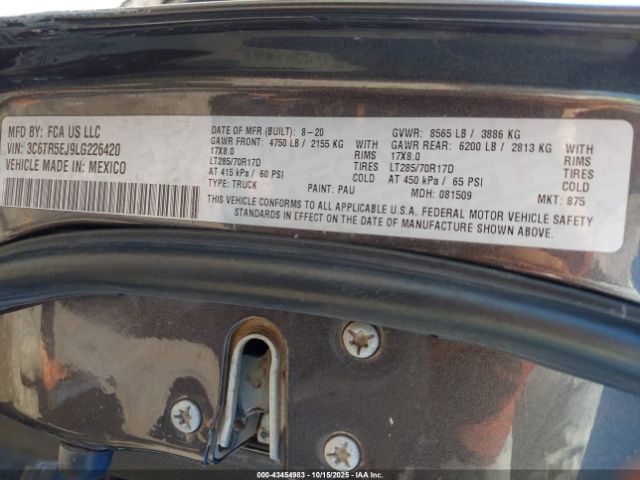 MFD BY: FCA US LLC
VIN: 3C6TR5EJ9LG226420
VEHICLE MADE IN: MEXICO
DATE OF MFR (BUILT): 8-20
GAWR FRONT: 4750 LB / 2155 KG WITH
17X8.0 RIMS
LT285/70R17D TIRES
AT 415 kPa / 60 PSI COLD
TYPE: TRUCK PAINT: PAU
GVWR: 8565 LB / 3886 KG
GAWR REAR: 6200 LB / 2813 KG WITH
17X8.0 RIMS
LT285/70R17D TIRES
AT 450 kPa / 65 PSI COLD
MDH: 081509 MKT: 875
THIS VEHICLE CONFORMS TO ALL APPLICABLE U.S.A. FEDERAL MOTOR VEHICLE SAFETY
STANDARDS IN EFFECT ON THE DATE OF MANUFACTURE SHOWN ABOVE.
000-43454983 - 10/15/2025 - COPART: IAA